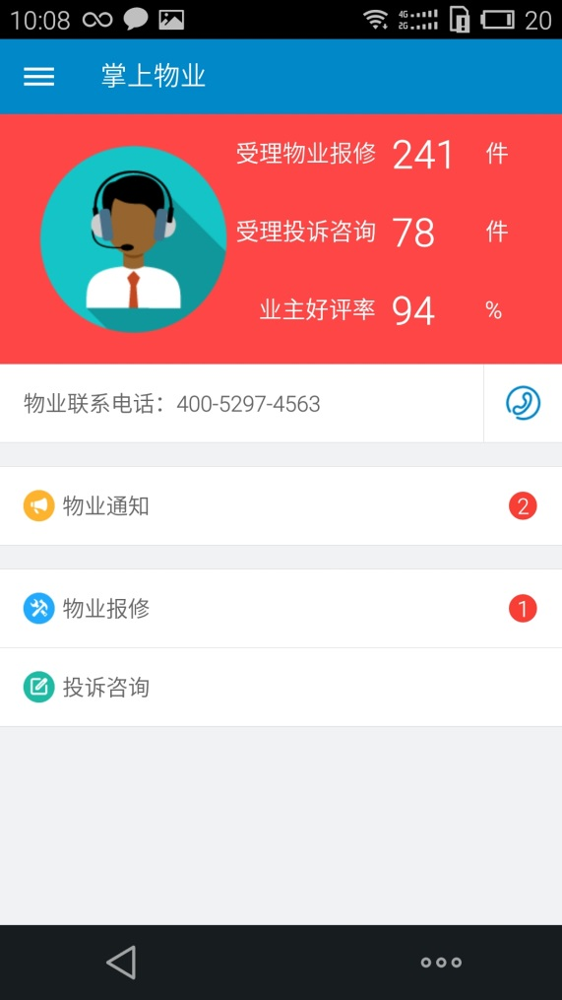 10:08 4G 2G 20
掌上物业
受理物业报修 241 件
受理投诉咨询 78 件
业主好评率 94 %
物业联系电话：400-5297-4563
物业通知 2
物业报修 1
投诉咨询